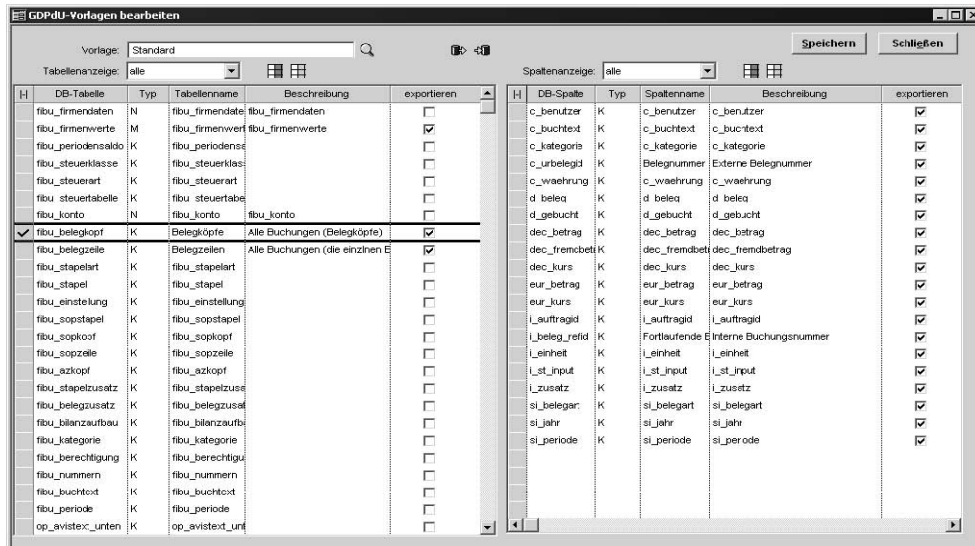 GDPdU-Vorlagen bearbeiten
Vorlage: Standard
Speichern Schließen
Tabellenanzeige: alle
Spaltenanzeige: alle
[-] DB-Tabelle Typ Tabellenname Beschreibung exportieren
fibu_firmendaten N fibu_firmendate fibu_firmendaten
fibu_firmenwerte M fibu_firmenwert fibu_firmenwerte
fibu_periodensaldo K fibu_periodensa
fibu_steuerklasse K fibu_steuerklas
fibu_steuerart K fibu_steuerart
fibu_steuertabelle K fibu_steuertabe
fibu_konto N fibu_konto fibu_konto
fibu_belegkopf K Belegköpfe Alle Buchungen (Belegköpfe)
fibu_belegzeile K Belegzeilen Alle Buchungen (die einzlnen B
fibu_stapelart K fibu_stapelart
fibu_stapel K fibu_stapel
fibu_einstelung K fibu_einstellung
fibu_sopstapel K fibu_sopstapel
fibu_sopkopf K fibu_sopkopf
fibu_sopzeile K fibu_sopzeile
fibu_azkopf K fibu_azkopf
fibu_stapelzusatz K fibu_stapelzusa
fibu_belegzusatz K fibu_belegzusat
fibu_bilanzaufbau K fibu_bilanzaufb
fibu_kategorie K fibu_kategorie
fibu_berechtigung K fibu_berechtigu
fibu_nummern K fibu_nummern
fibu_buchtext K fibu_buchtext
fibu_periode K fibu_periode
op_avistext_unten K op_avistext_unt
[-] DB-Spalte Typ Spaltenname Beschreibung exportieren
c_benutzer K c_benutzer c_benutzer
c_buchtext K c_buchtext c_buchtext
c_kategorie K c_kategorie c_kategorie
c_urbelegid K Belegnummer Externe Belegnummer
c_waehrung K c_waehrung c_waehrung
d_beleg K d_beleg d_beleg
d_gebucht K d_gebucht d_gebucht
dec_betrag K dec_betrag dec_betrag
dec_fremdbetr K dec_fremdbetr dec_fremdbetrag
dec_kurs K dec_kurs dec_kurs
eur_betrag K eur_betrag eur_betrag
eur_kurs K eur_kurs eur_kurs
i_auftragid K i_auftragid i_auftragid
i_beleg_refid K Fortlaufende B Interne Buchungsnummer
i_einheit K i_einheit i_einheit
i_st_input K i_st_input i_st_input
i_zusatz K i_zusatz i_zusatz
si_belegart K si_belegart si_belegart
si_jahr K si_jahr si_jahr
si_periode K si_periode si_periode